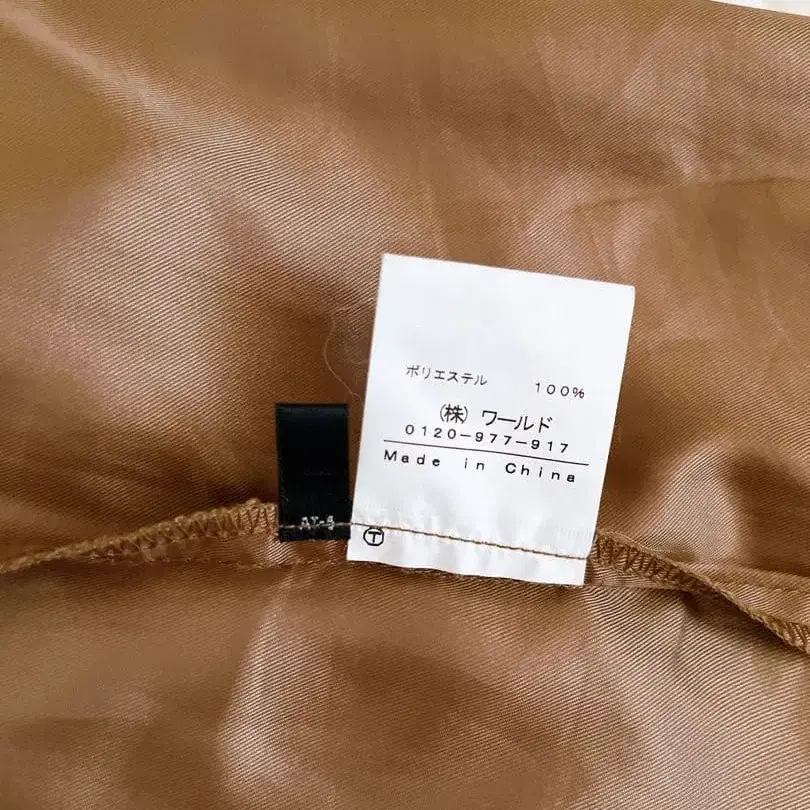 ポリエステル 100%
(株) ワールド
0120-977-917
Made in China
Ⓣ